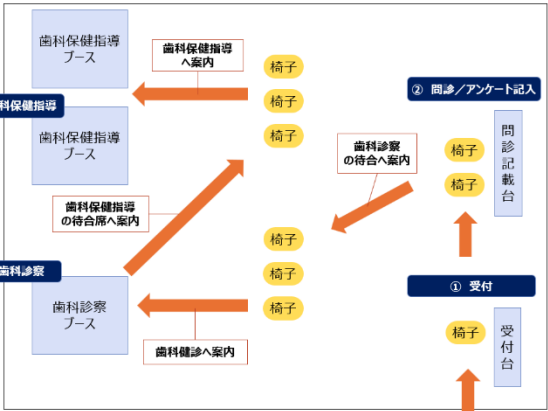 歯科保健指導
ブース
歯科保健指導
へ案内
椅子
椅子
椅子
② 問診／アンケート記入
科保健指導
歯科保健指導
ブース
歯科診察
の待合へ案内
椅子
椅子
問診記載台
歯科保健指導
の待合席へ案内
椅子
椅子
椅子
歯科診察
歯科診察
ブース
歯科健診へ案内
① 受付
椅子
受付台